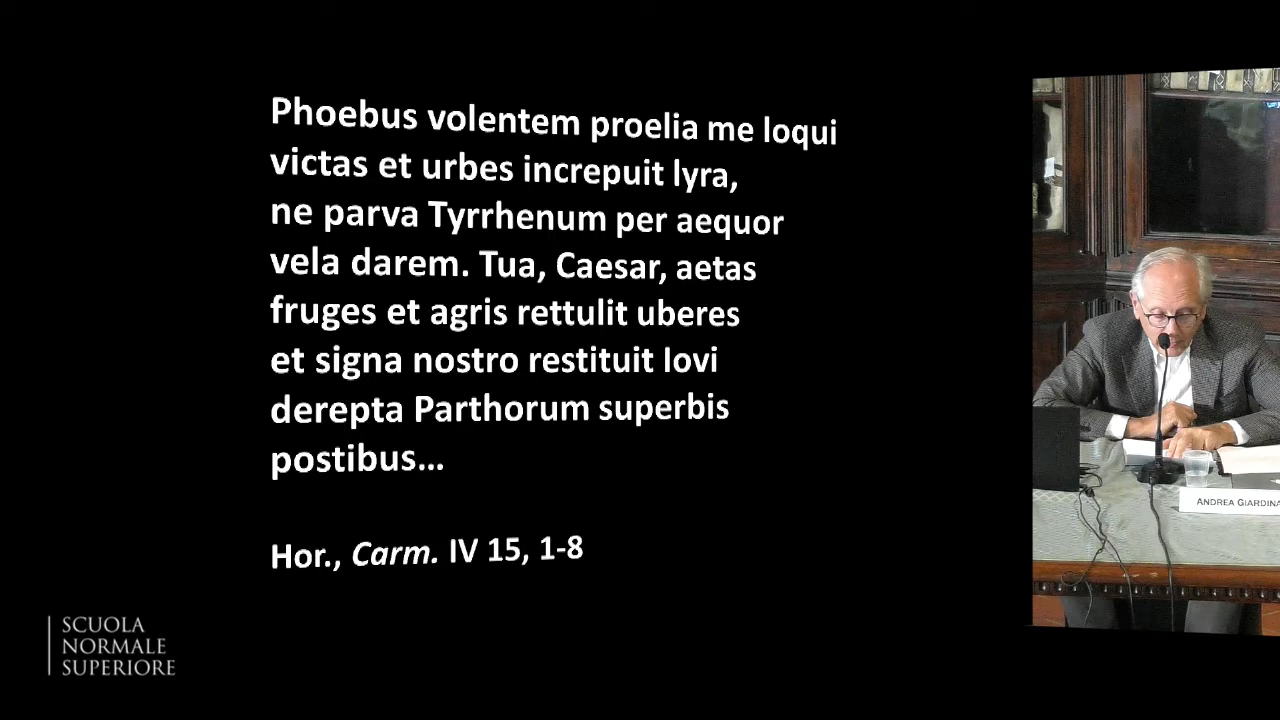 Phoebus volentem proelia me loqui
victas et urbes increpuit lyra,
ne parva Tyrrhenum per aequor
vela darem. Tua, Caesar, aetas
fruges et agris rettulit uberes
et signa nostro restituit Iovi
derepta Parthorum superbis
postibus...
Hor., Carm. IV 15, 1-8
SCUOLA
NORMALE
SUPERIORE
ANDREA GIARDINA